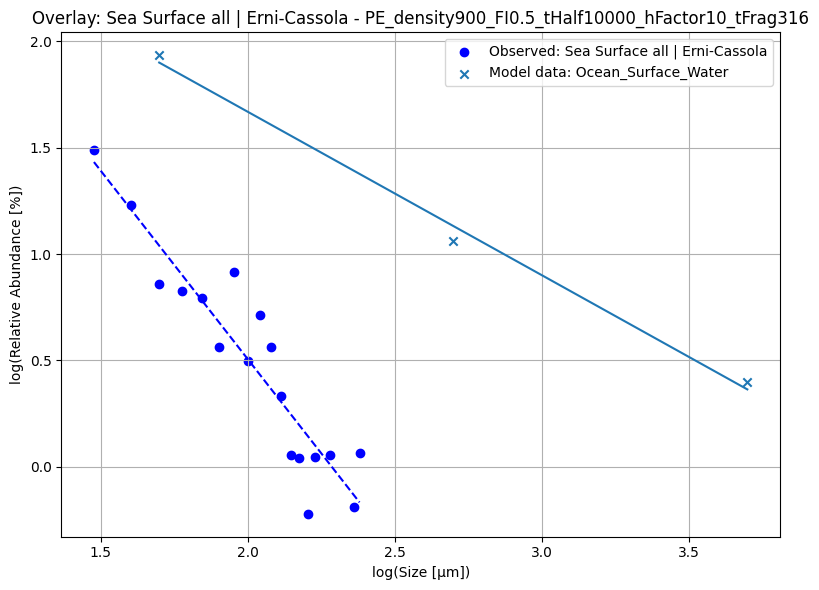 Overlay: Sea Surface all | Erni-Cassola - PE_density900_FI0.5_tHalf10000_hFactor10_tFrag316
Observed: Sea Surface all | Erni-Cassola
Model data: Ocean_Surface_Water
log(Relative Abundance [%])
2.0
1.5
1.0
0.5
0.0
1.5
2.0
2.5
3.0
3.5
log(Size [µm])